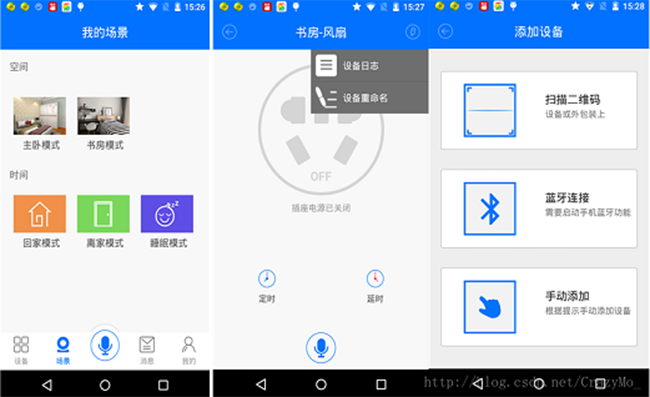 15:26
我的场景
空间
主卧模式
书房模式
时间
回家模式
离家模式
睡眠模式
设备
场景
消息
我的
15:27
书房-风扇
设备日志
设备重命名
OFF
插座电源已关闭
定时
延时
15:28
添加设备
扫描二维码
设备或外包装上
蓝牙连接
需要启动手机蓝牙功能
手动添加
根据提示手动添加设备
http://blog.csdn.net/CrazyMo_